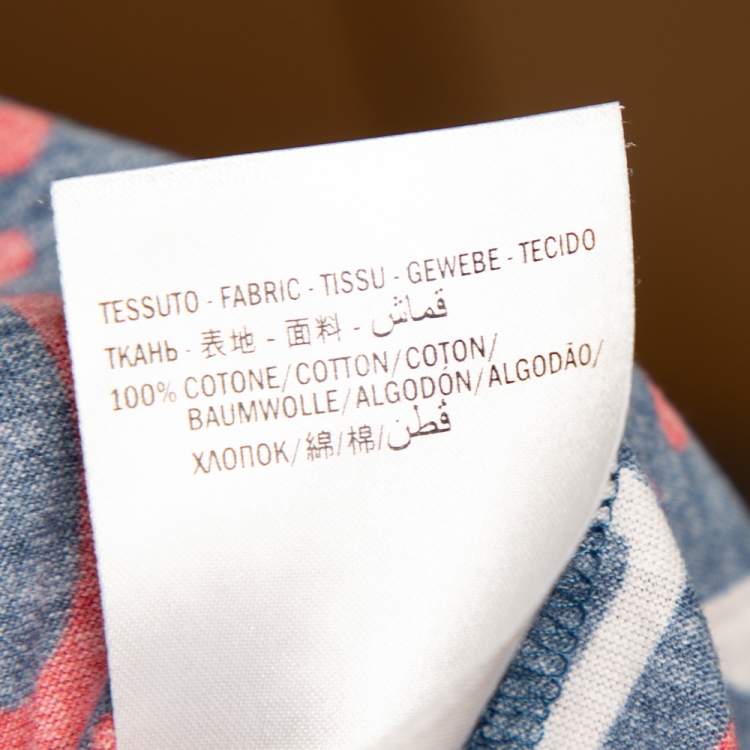 TESSUTO - FABRIC - TISSU - GEWEBE - TECIDO
ТКАНЬ - 表地 - 面料 - قماش
100% COTONE/COTTON/COTON/
BAUMWOLLE/ALGODÓN/ALGODÃO/
ХЛОПОК/綿/棉/قُطن